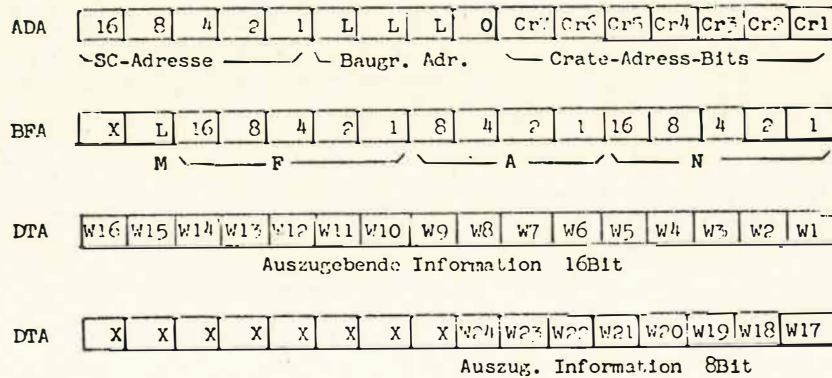 ADA 16 8 4 2 1 L L L 0 Cr7 Cr6 Cr5 Cr4 Cr3 Cr2 Cr1
SC-Adresse Baugr. Adr. Crate-Adress-Bits
BFA X L 16 8 4 2 1 8 4 2 1 16 8 4 2 1
M F A N
DTA W16 W15 W14 W13 W12 W11 W10 W9 W8 W7 W6 W5 W4 W3 W2 W1
Auszugebende Information 16Bit
DTA X X X X X X X X W24 W23 W22 W21 W20 W19 W18 W17
Auszug. Information 8Bit